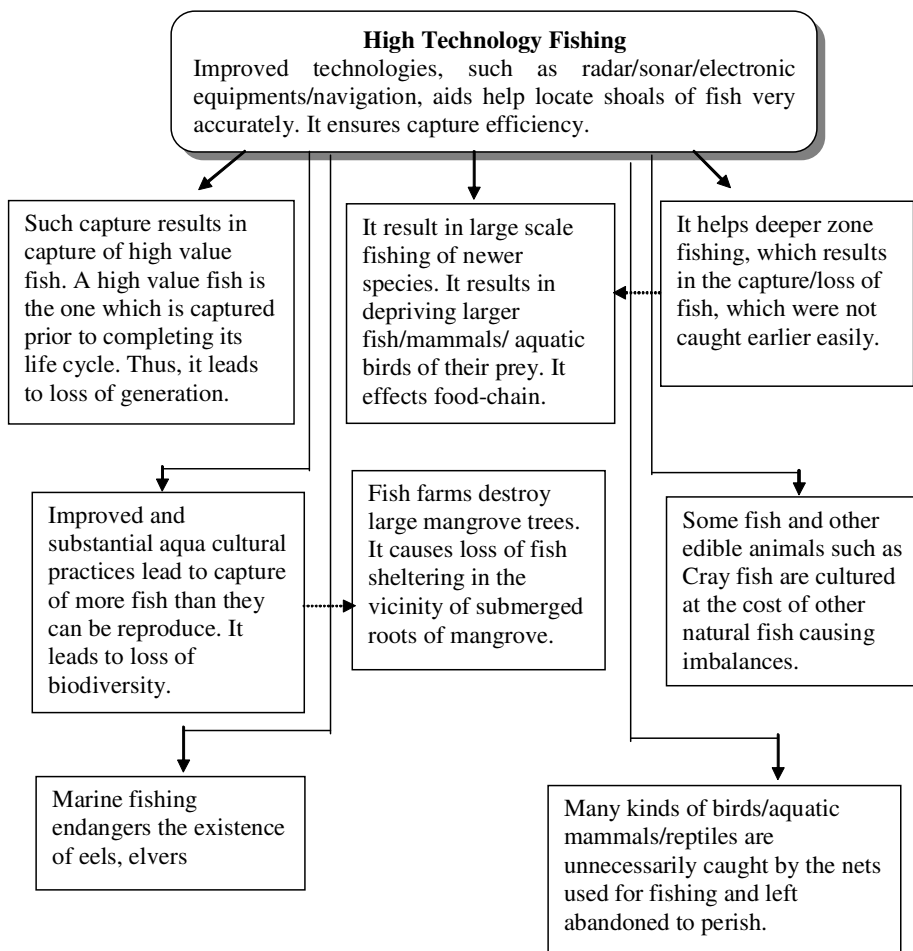 High Technology Fishing
Improved technologies, such as radar/sonar/electronic
equipments/navigation, aids help locate shoals of fish very
accurately. It ensures capture efficiency.
Such capture results in
capture of high value
fish. A high value fish is
the one which is captured
prior to completing its
life cycle. Thus, it leads
to loss of generation.
It result in large scale
fishing of newer
species. It results in
depriving larger
fish/mammals/ aquatic
birds of their prey. It
effects food-chain.
It helps deeper zone
fishing, which results
in the capture/loss of
fish, which were not
caught earlier easily.
Improved and
substantial aqua cultural
practices lead to capture
of more fish than they
can be reproduce. It
leads to loss of
biodiversity.
Fish farms destroy
large mangrove trees.
It causes loss of fish
sheltering in the
vicinity of submerged
roots of mangrove.
Some fish and other
edible animals such as
Cray fish are cultured
at the cost of other
natural fish causing
imbalances.
Marine fishing
endangers the existence
of eels, elvers
Many kinds of birds/aquatic
mammals/reptiles are
unnecessarily caught by the nets
used for fishing and left
abandoned to perish.